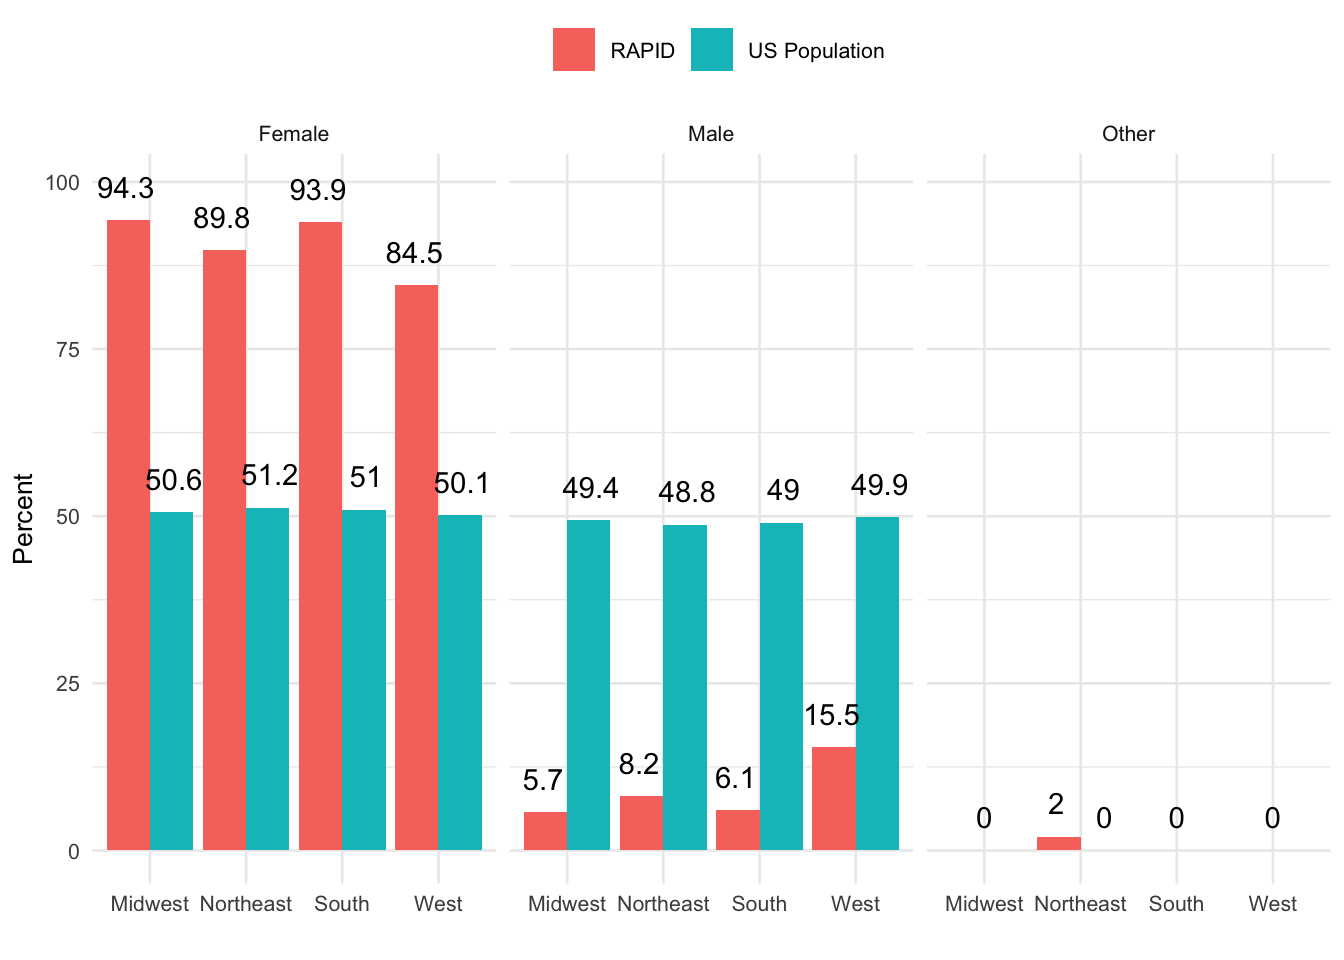 RAPID US Population
Female Male Other
100
75
50
25
0
Percent
94.3 89.8 93.9 84.5
50.6 51.2 51 50.1
49.4 48.8 49 49.9
5.7 8.2 6.1 15.5
0 2 0 0 0
Midwest Northeast South West Midwest Northeast South West Midwest Northeast South West